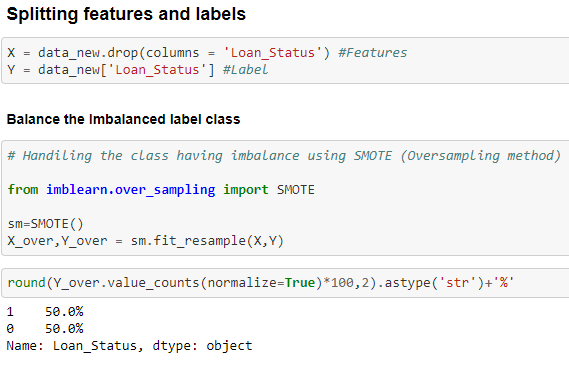 Splitting features and labels
X = data_new.drop(columns = 'Loan_Status') #Features
Y = data_new['Loan_Status'] #Label
Balance the imbalanced label class
# Handiling the class having imbalance using SMOTE (Oversampling method)
from imblearn.over_sampling import SMOTE
sm=SMOTE()
X_over,Y_over = sm.fit_resample(X,Y)
round(Y_over.value_counts(normalize=True)*100,2).astype('str')+'%'
1    50.0%
0    50.0%
Name: Loan_Status, dtype: object